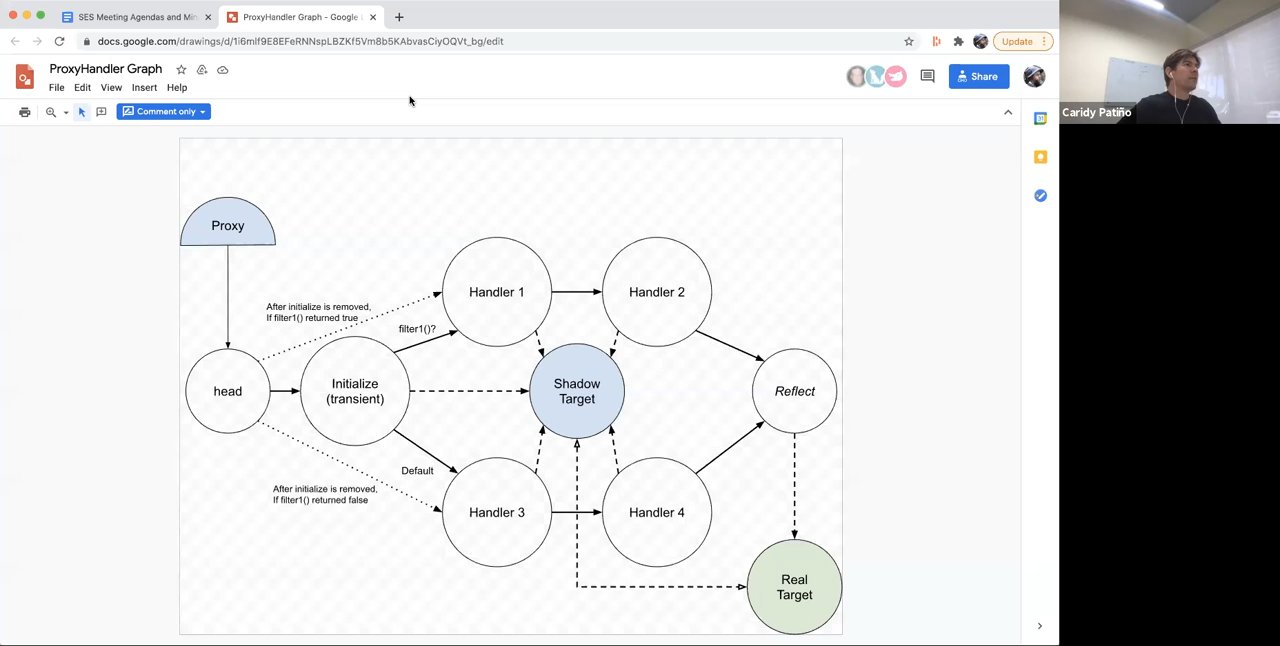 SES Meeting Agendas and Min
ProxyHandler Graph - Google
docs.google.com/drawings/d/1i6mlf9E8EFeRNNspLBZKf5Vm8b5KAbvasCiyOQVt_bg/edit
Update
ProxyHandler Graph
File Edit View Insert Help
Share
Comment only
Caridy Patiño
Proxy
After initialize is removed,
If filter1() returned true
filter1()?
Handler 1
Handler 2
head
Initialize
(transient)
Shadow
Target
Reflect
Default
After initialize is removed,
If filter1() returned false
Handler 3
Handler 4
Real
Target